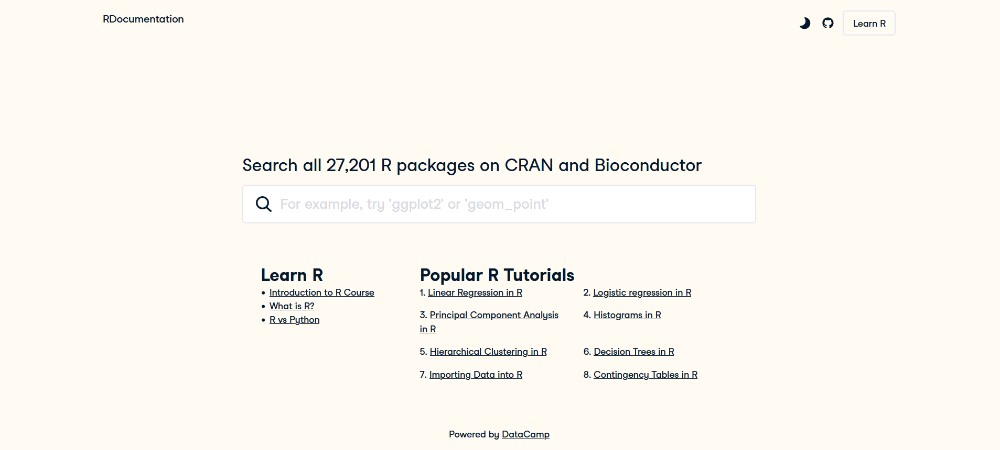 RDocumentation
Learn R
Search all 27,201 R packages on CRAN and Bioconductor
For example, try 'ggplot2' or 'geom_point'
Learn R
• Introduction to R Course
• What is R?
• R vs Python
Popular R Tutorials
1. Linear Regression in R
2. Logistic regression in R
3. Principal Component Analysis
in R
4. Histograms in R
5. Hierarchical Clustering in R
6. Decision Trees in R
7. Importing Data into R
8. Contingency Tables in R
Powered by DataCamp